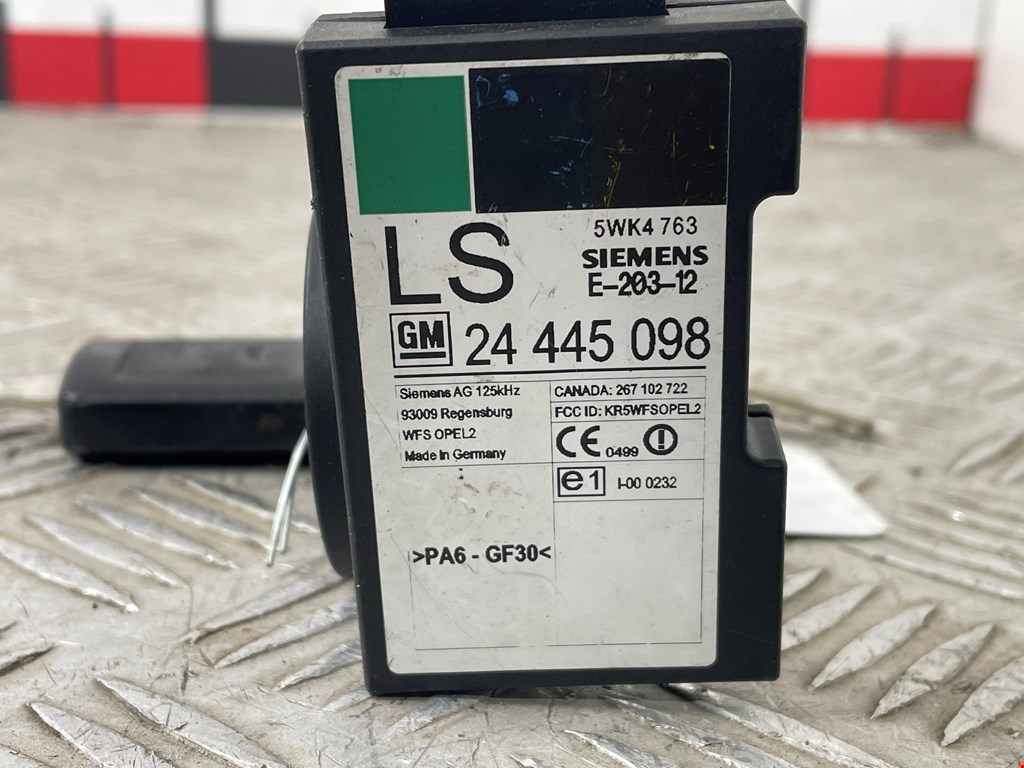 LS
5WK4 763
SIEMENS
E-203-12
GM 24 445 098
Siemens AG 125kHz
93009 Regensburg
WFS OPEL2
Made In Germany
CANADA: 267 102 722
FCC ID: KR5WFSOPEL2
CE 0499
e1 I-00 0232
>PA6 - GF30<